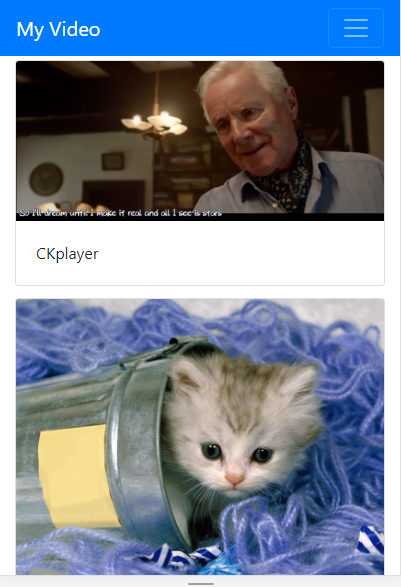 My Video
So I'll dream until I make it real and all I see is stars
CKplayer